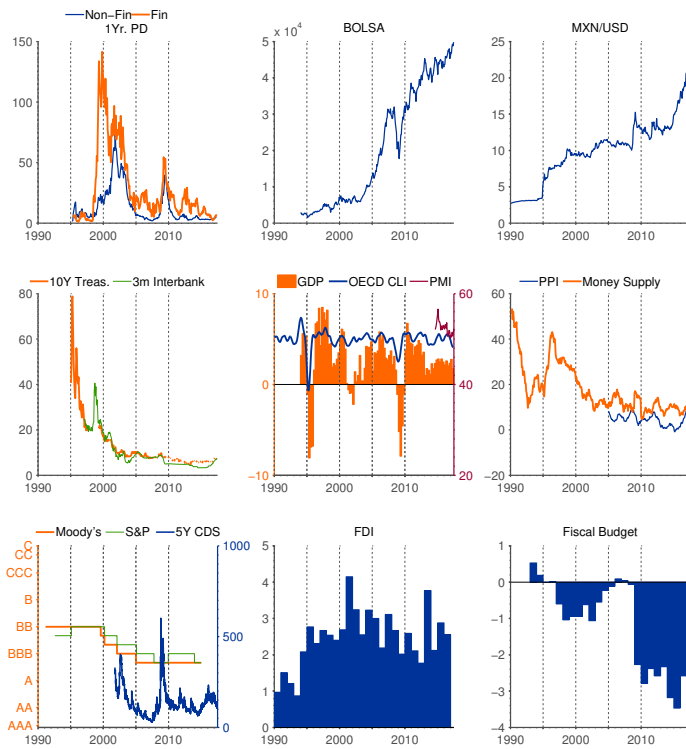 Non-Fin Fin
1Yr. PD
150
100
50
0
1990 2000 2010
BOLSA
x 10^4
5
4
3
2
1
0
1990 2000 2010
MXN/USD
25
20
15
10
5
0
1990 2000 2010
10Y Treas. 3m Interbank
80
60
40
20
0
1990 2000 2010
GDP OECD CLI PMI
10
0
−10
60
40
20
1990 2000 2010
PPI Money Supply
60
40
20
0
−20
1990 2000 2010
Moody's S&P 5Y CDS
C
CC
CCC
B
BB
BBB
A
AA
AAA
1000
500
0
1990 2000 2010
FDI
5
4
3
2
1
0
1990 2000 2010
Fiscal Budget
1
0
−1
−2
−3
−4
1990 2000 2010